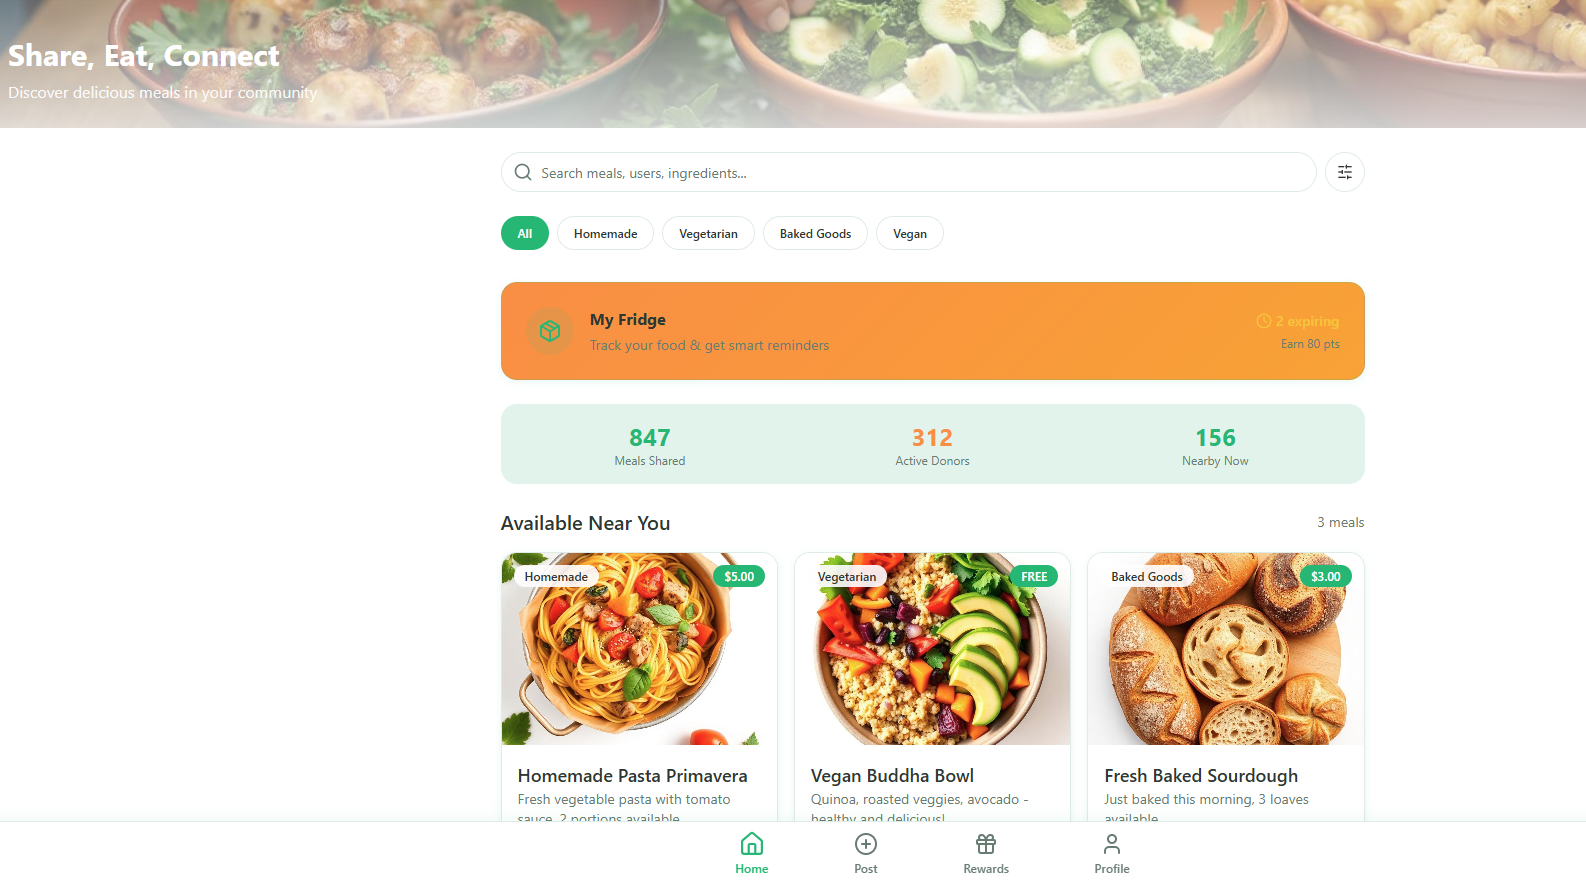 Share, Eat, Connect
Discover delicious meals in your community
Search meals, users, ingredients...
All
Homemade
Vegetarian
Baked Goods
Vegan
My Fridge
Track your food & get smart reminders
2 expiring
Earn 80 pts
847
Meals Shared
312
Active Donors
156
Nearby Now
Available Near You
3 meals
Homemade
$5.00
Homemade Pasta Primavera
Fresh vegetable pasta with tomato
sauce, 2 portions available
Vegetarian
FREE
Vegan Buddha Bowl
Quinoa, roasted veggies, avocado -
healthy and delicious!
Baked Goods
$3.00
Fresh Baked Sourdough
Just baked this morning, 3 loaves
available
Home
Post
Rewards
Profile